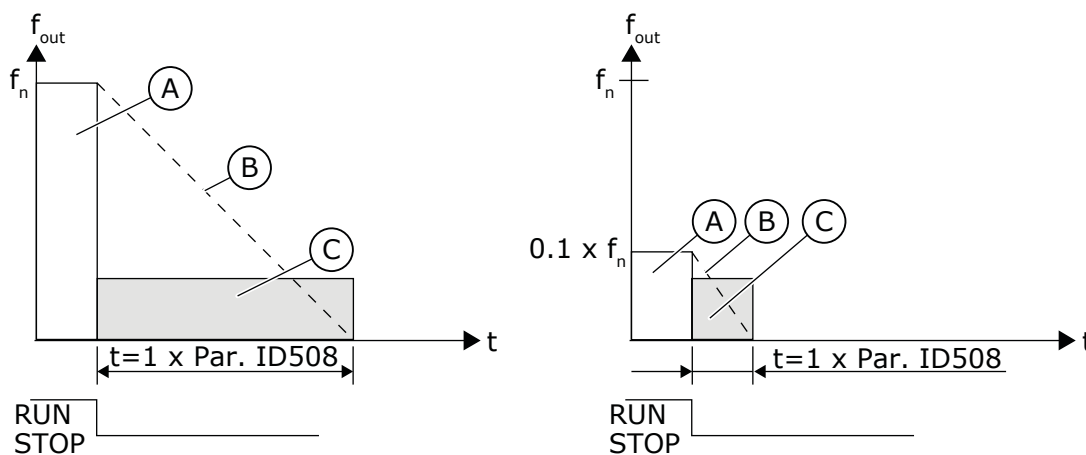 f_out
f_n
A
B
C
t
t=1 x Par. ID508
RUN
STOP
f_out
f_n
A
B
C
0.1 x f_n
t
t=1 x Par. ID508
RUN
STOP